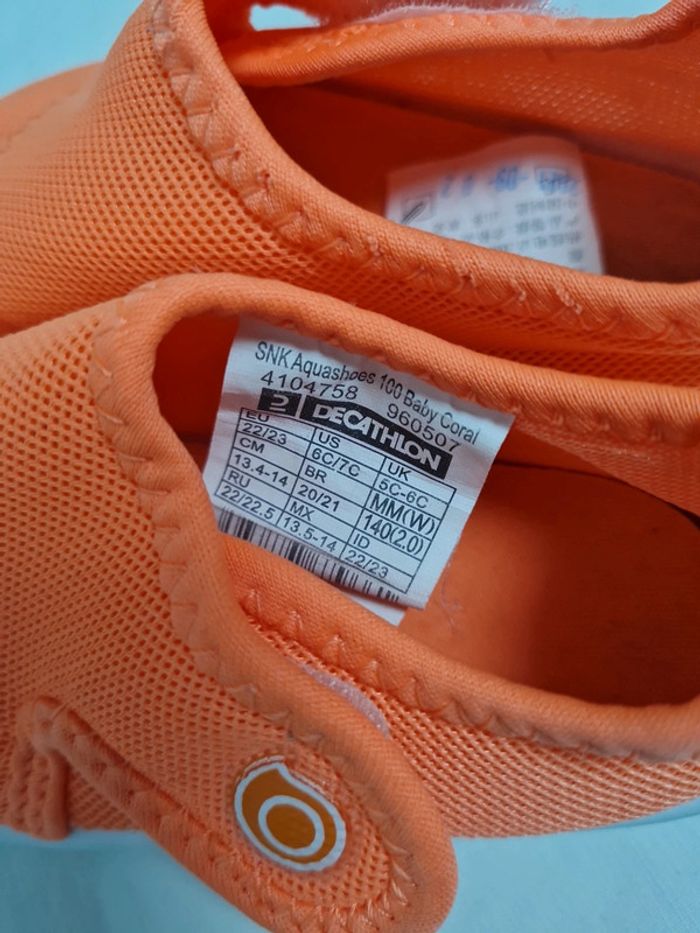 SNK Aquashoes 100 Baby Coral
4104758 960507
DECATHLON
EU US UK
22/23 6C/7C 5C-6C
CM BR MM(W)
13.4-14 20/21 140(2.0)
RU MX ID
22/22.5 13.5-14 22/23